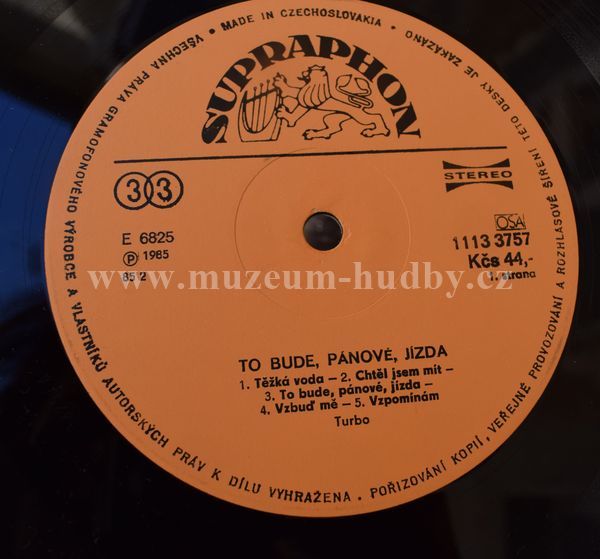 VŠECHNA PRÁVA GRAMOFONOVÉHO VÝROBCE A VLASTNÍKŮ AUTORSKÝCH PRÁV K DÍLU VYHRAŽENA · POŘIZOVÁNÍ KOPIÍ, VEŘEJNÉ PROVOZOVÁNÍ A ROZHLASOVÉ ŠÍŘENÍ TÉTO DESKY JE ZAKÁZÁNO · MADE IN CZECHOSLOVAKIA ·
SUPRAPHON
33
STEREO
E 6825
OSA
Ⓟ 1985
1113 3757
85 2
Kčs 44,-
1. strana
www.muzeum-hudby.cz
TO BUDE, PÁNOVÉ, JÍZDA
1. Těžká voda – 2. Chtěl jsem mít –
3. To bude, pánové, jízda –
4. Vzbuď mě – 5. Vzpomínám
Turbo